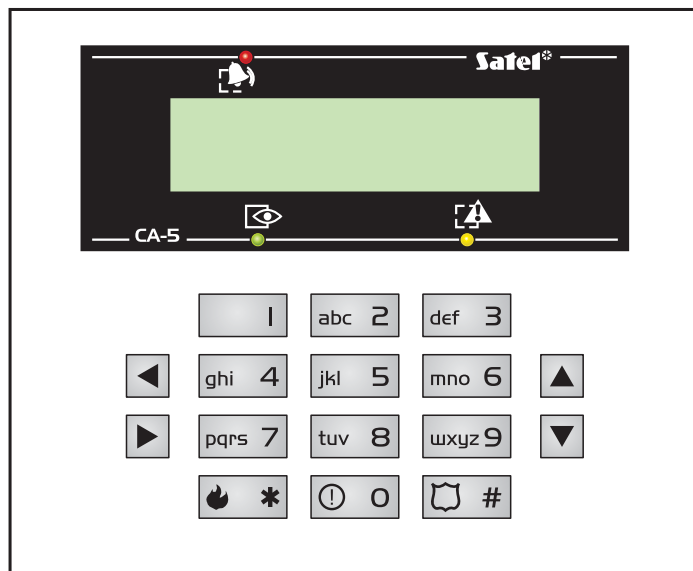 Satel
CA-5
1 abc 2 def 3
ghi 4 jkl 5 mno 6
pqrs 7 tuv 8 wxyz 9
* 0 #